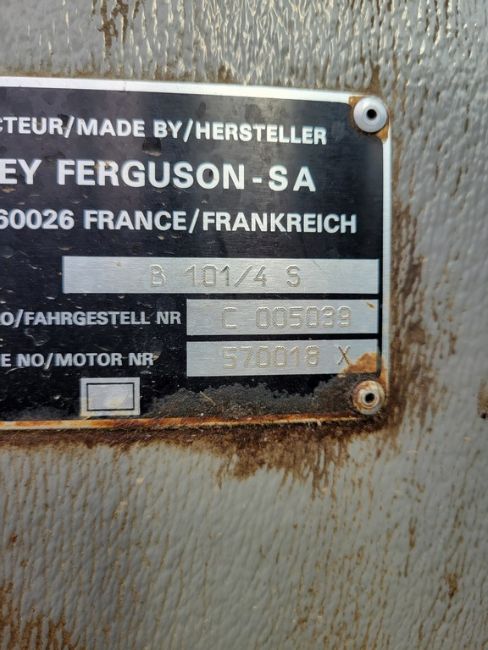 CTEUR/MADE BY/HERSTELLER
EY FERGUSON-SA
60026 FRANCE/FRANKREICH
B 101/4 S
O/FAHRGESTELL NR C 005039
E NO/MOTOR NR 570018 X